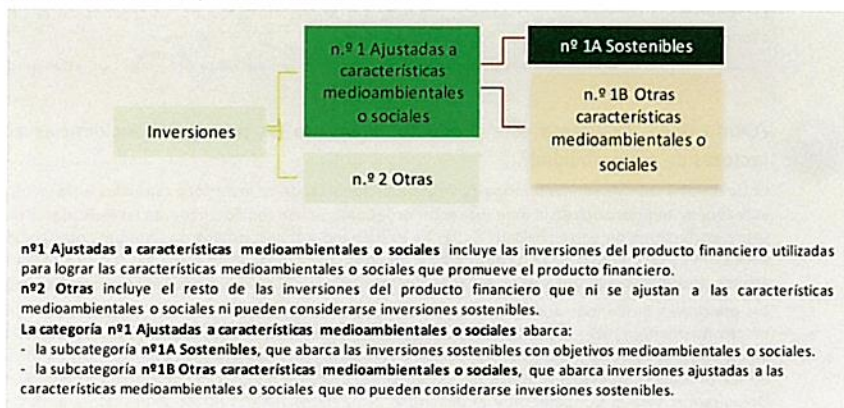 n.º 1 Ajustadas a
características
medioambientales
o sociales
nº 1A Sostenibles
n.º 1B Otras
características
medioambientales o
sociales
Inversiones
n.º 2 Otras
nº1 Ajustadas a características medioambientales o sociales incluye las inversiones del producto financiero utilizadas
para lograr las características medioambientales o sociales que promueve el producto financiero.
nº2 Otras incluye el resto de las inversiones del producto financiero que ni se ajustan a las características
medioambientales o sociales ni pueden considerarse inversiones sostenibles.
La categoría nº1 Ajustadas a características medioambientales o sociales abarca:
- la subcategoría nº1A Sostenibles, que abarca las inversiones sostenibles con objetivos medioambientales o sociales.
- la subcategoría nº1B Otras características medioambientales o sociales, que abarca inversiones ajustadas a las
características medioambientales o sociales que no pueden considerarse inversiones sostenibles.